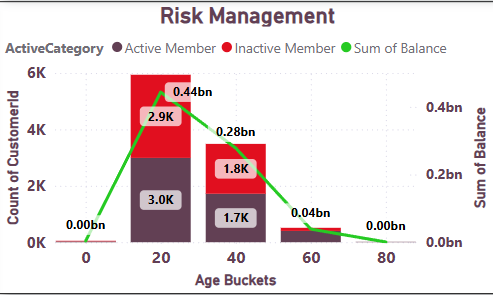 Risk Management
ActiveCategory Active Member Inactive Member Sum of Balance
6K
4K
2K
0K
Count of CustomerId
0.00bn
0.44bn
0.28bn
0.04bn
0.00bn
2.9K
3.0K
1.8K
1.7K
0.4bn
0.2bn
0.0bn
Sum of Balance
0 20 40 60 80
Age Buckets